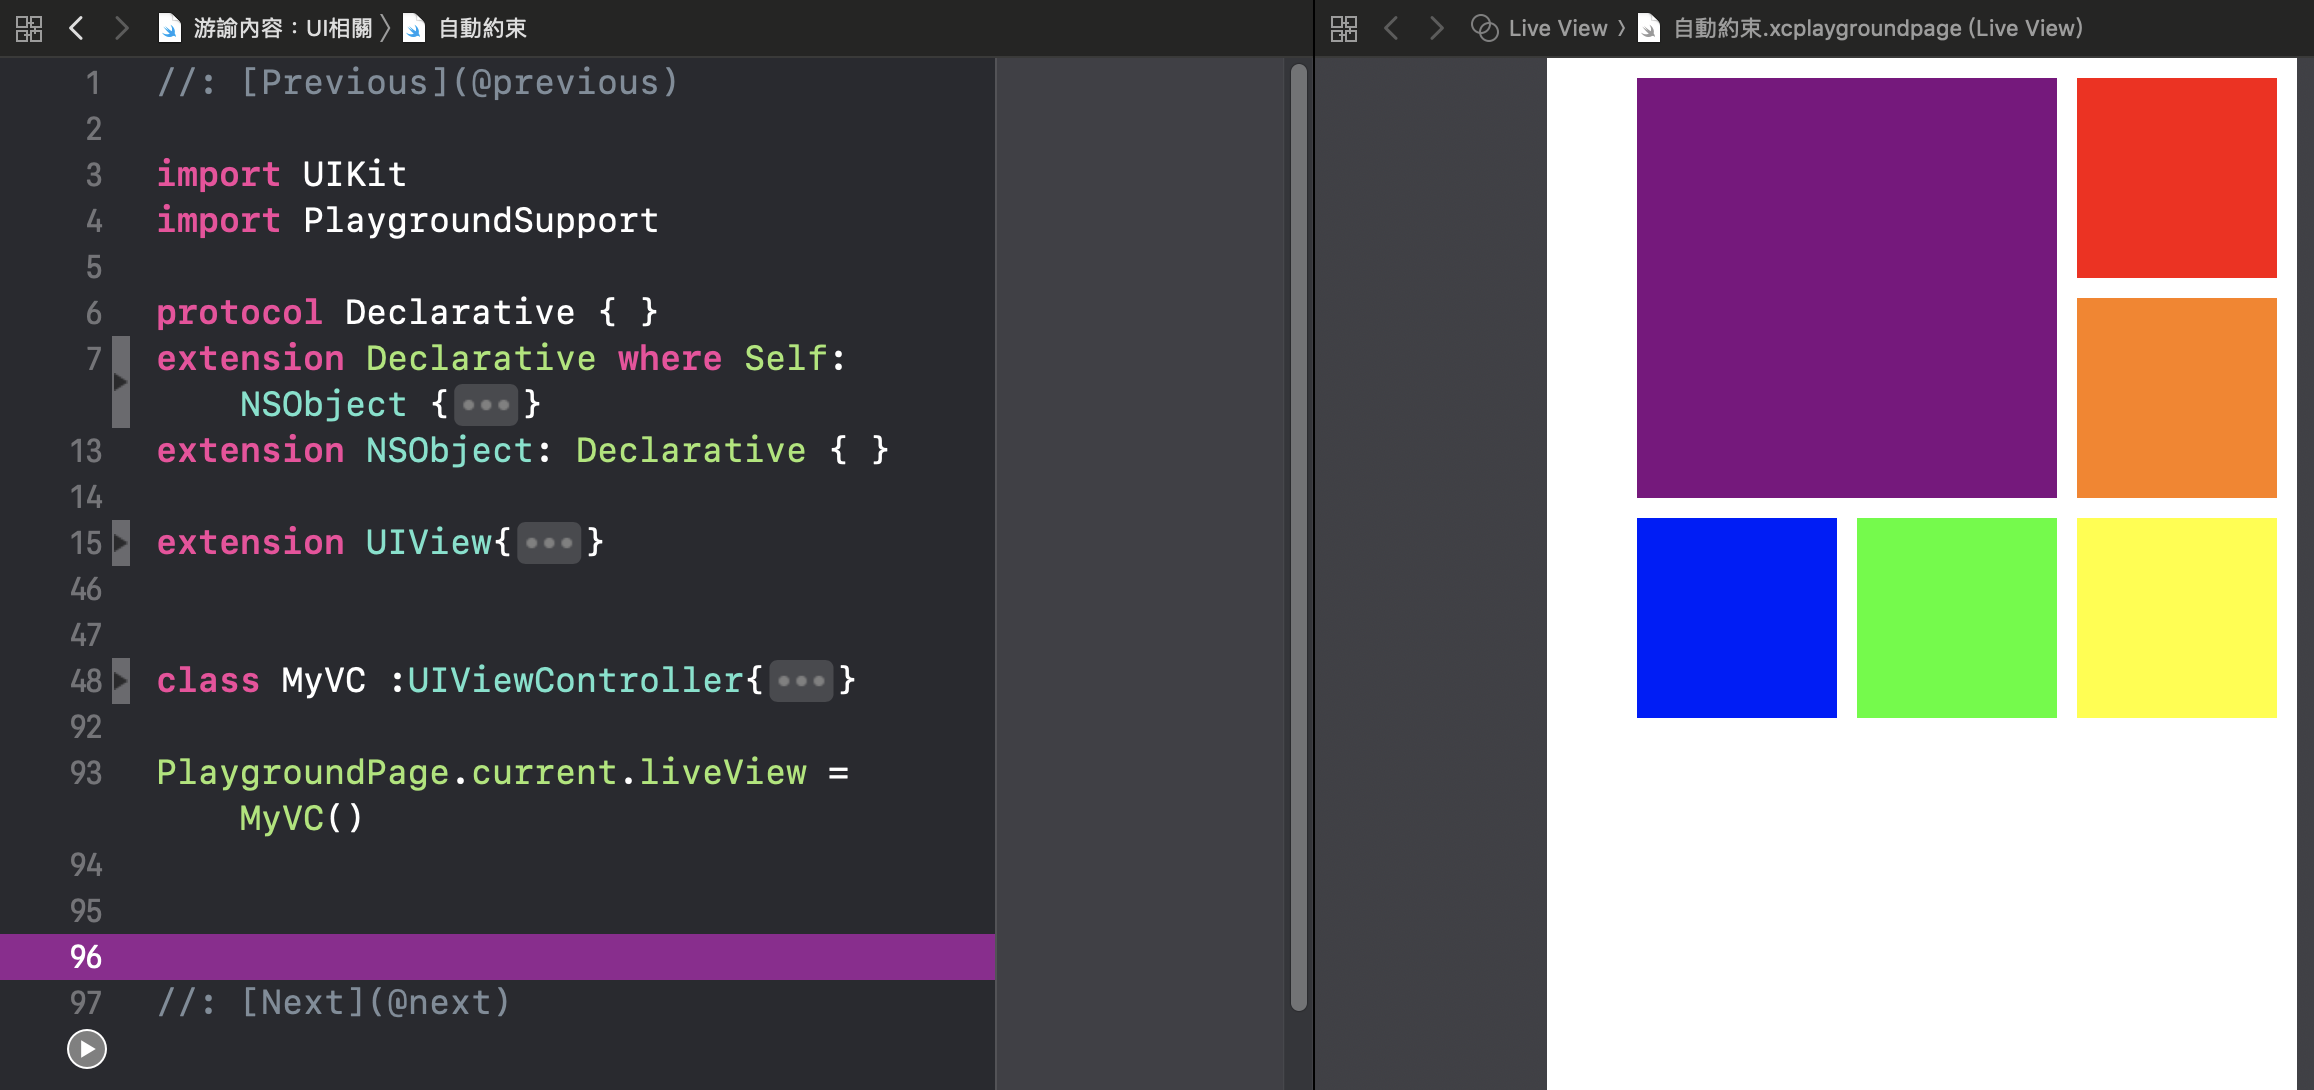 游諭內容：UI相關 〉 自動約束
1 //: [Previous](@previous)
2
3 import UIKit
4 import PlaygroundSupport
5
6 protocol Declarative { }
7 extension Declarative where Self:
NSObject {•••}
13 extension NSObject: Declarative { }
14
15 extension UIView{•••}
46
47
48 class MyVC :UIViewController{•••}
92
93 PlaygroundPage.current.liveView =
MyVC()
94
95
96
97 //: [Next](@next)
Live View 〉 自動約束.xcplaygroundpage (Live View)